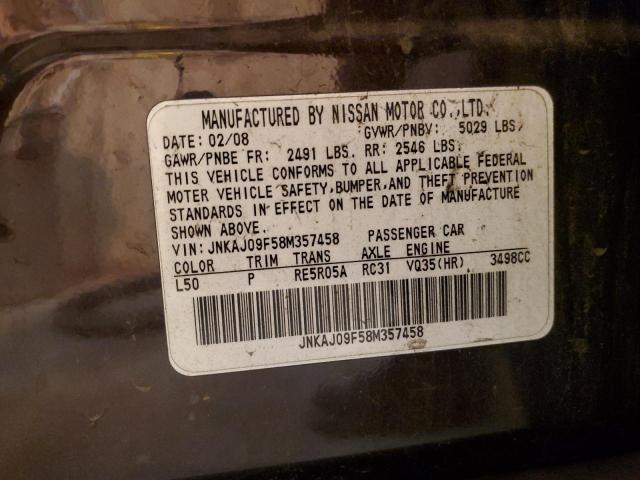 MANUFACTURED BY NISSAN MOTOR CO.,LTD.
DATE: 02/08 GVWR/PNBV: 5029 LBS,
GAWR/PNBE FR: 2491 LBS. RR: 2546 LBS.
THIS VEHICLE CONFORMS TO ALL APPLICABLE FEDERAL
MOTER VEHICLE SAFETY,BUMPER,AND THEFT PREVENTION
STANDARDS IN EFFECT ON THE DATE OF MANUFACTURE
SHOWN ABOVE.
VIN: JNKAJ09F58M357458 PASSENGER CAR
COLOR TRIM TRANS AXLE ENGINE
L50 P RE5R05A RC31 VQ35(HR) 3498CC
JNKAJ09F58M357458